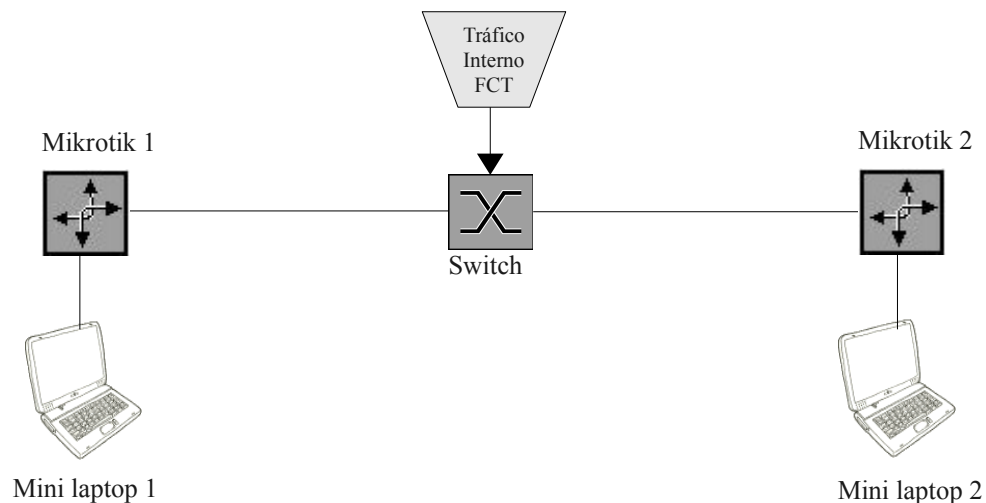 Tráfico
Interno
FCT
Mikrotik 1
Mikrotik 2
Switch
Mini laptop 1
Mini laptop 2